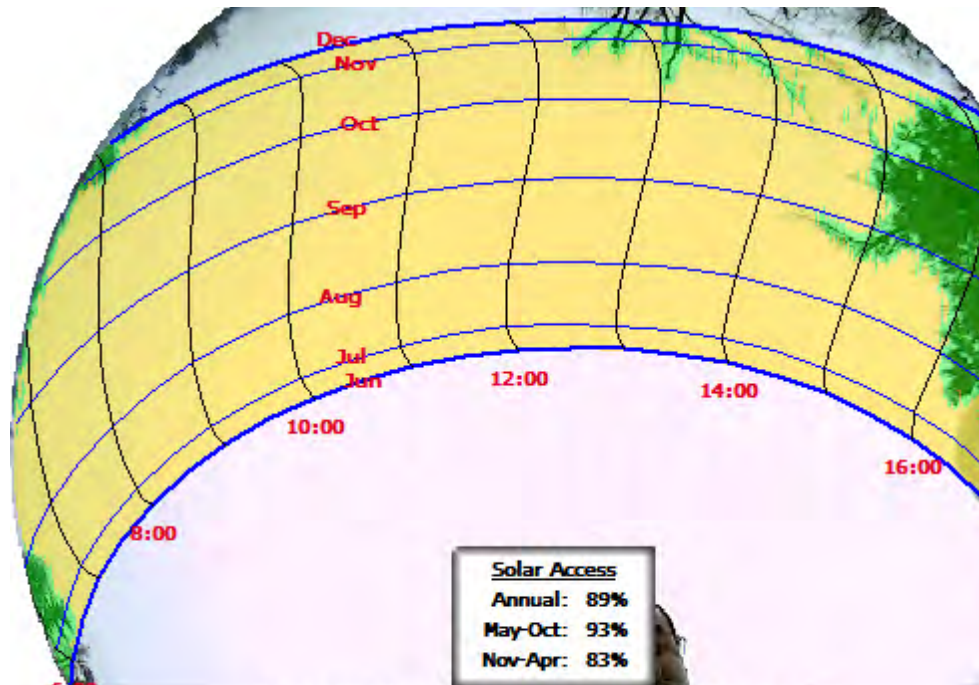 Dec
Nov
Oct
Sep
Aug
Jul
Jun
12:00
14:00
10:00
16:00
8:00
Solar Access
Annual: 89%
May-Oct: 93%
Nov-Apr: 83%